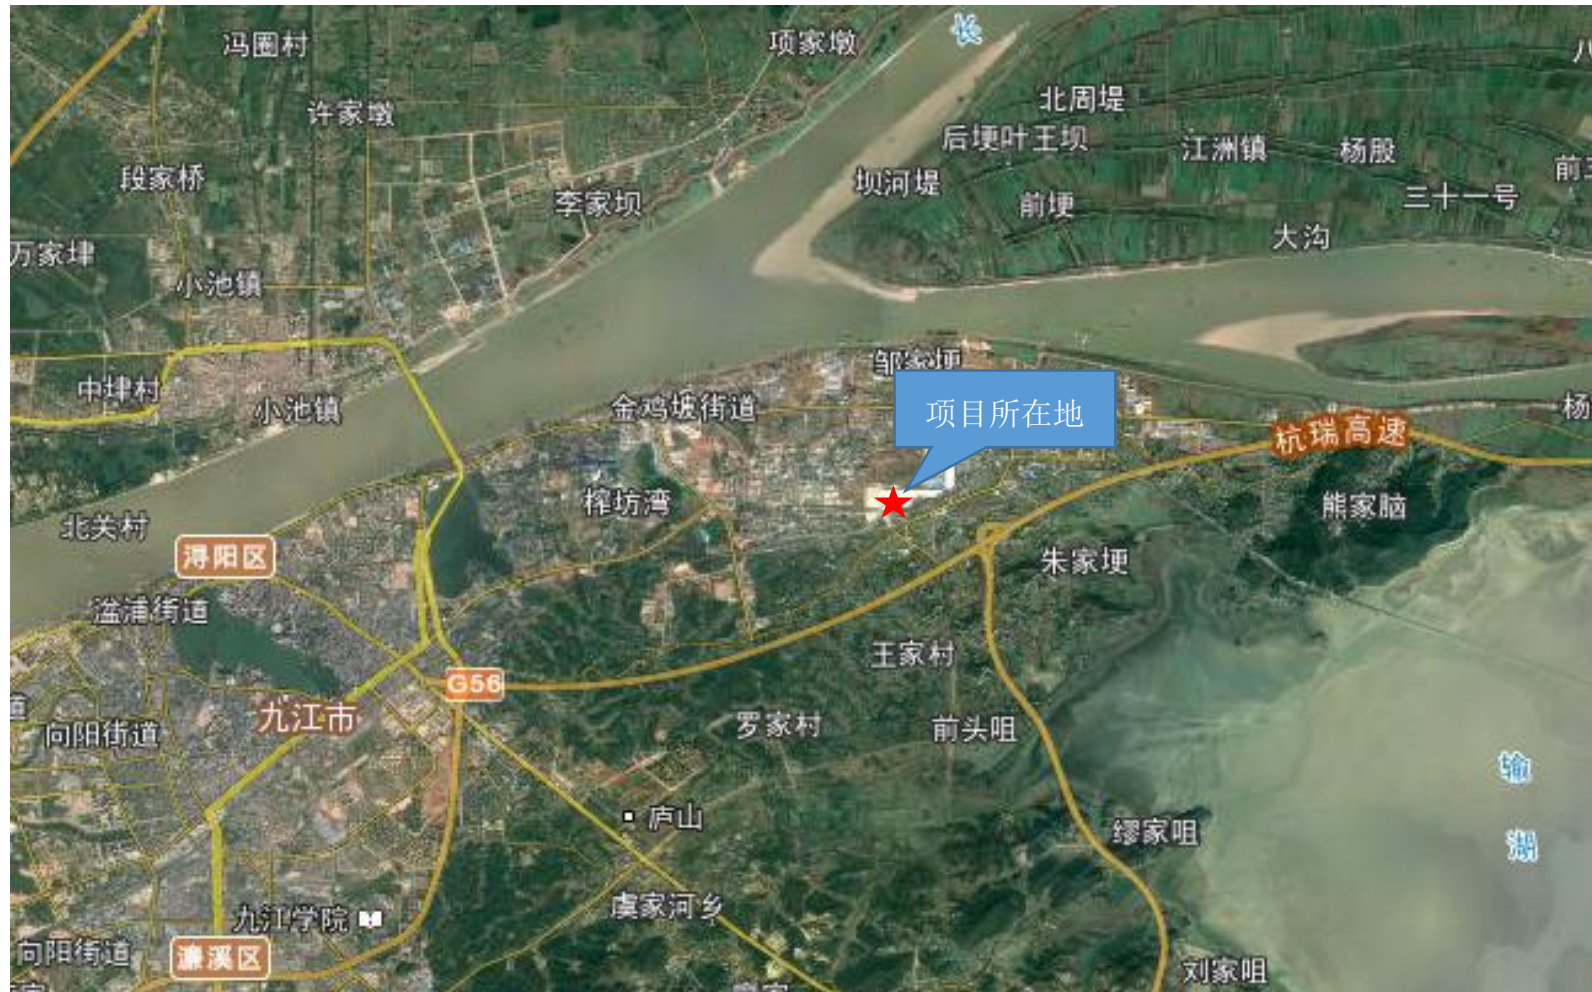 冯圈村
项家墩
长
许家墩
北周堤
后埂叶王坝
江洲镇
杨股
段家桥
李家坝
坝河堤
前埂
三十一号
万家垏
大沟
小池镇
中垏村
小池镇
金鸡坡街道
项目所在地
杭瑞高速
榨坊湾
熊家脑
北关村
浔阳区
朱家埂
湓浦街道
王家村
G56
九江市
向阳街道
罗家村
前头咀
输
湖
庐山
缪家咀
虞家河乡
九江学院
向阳街道
濂溪区
刘家咀